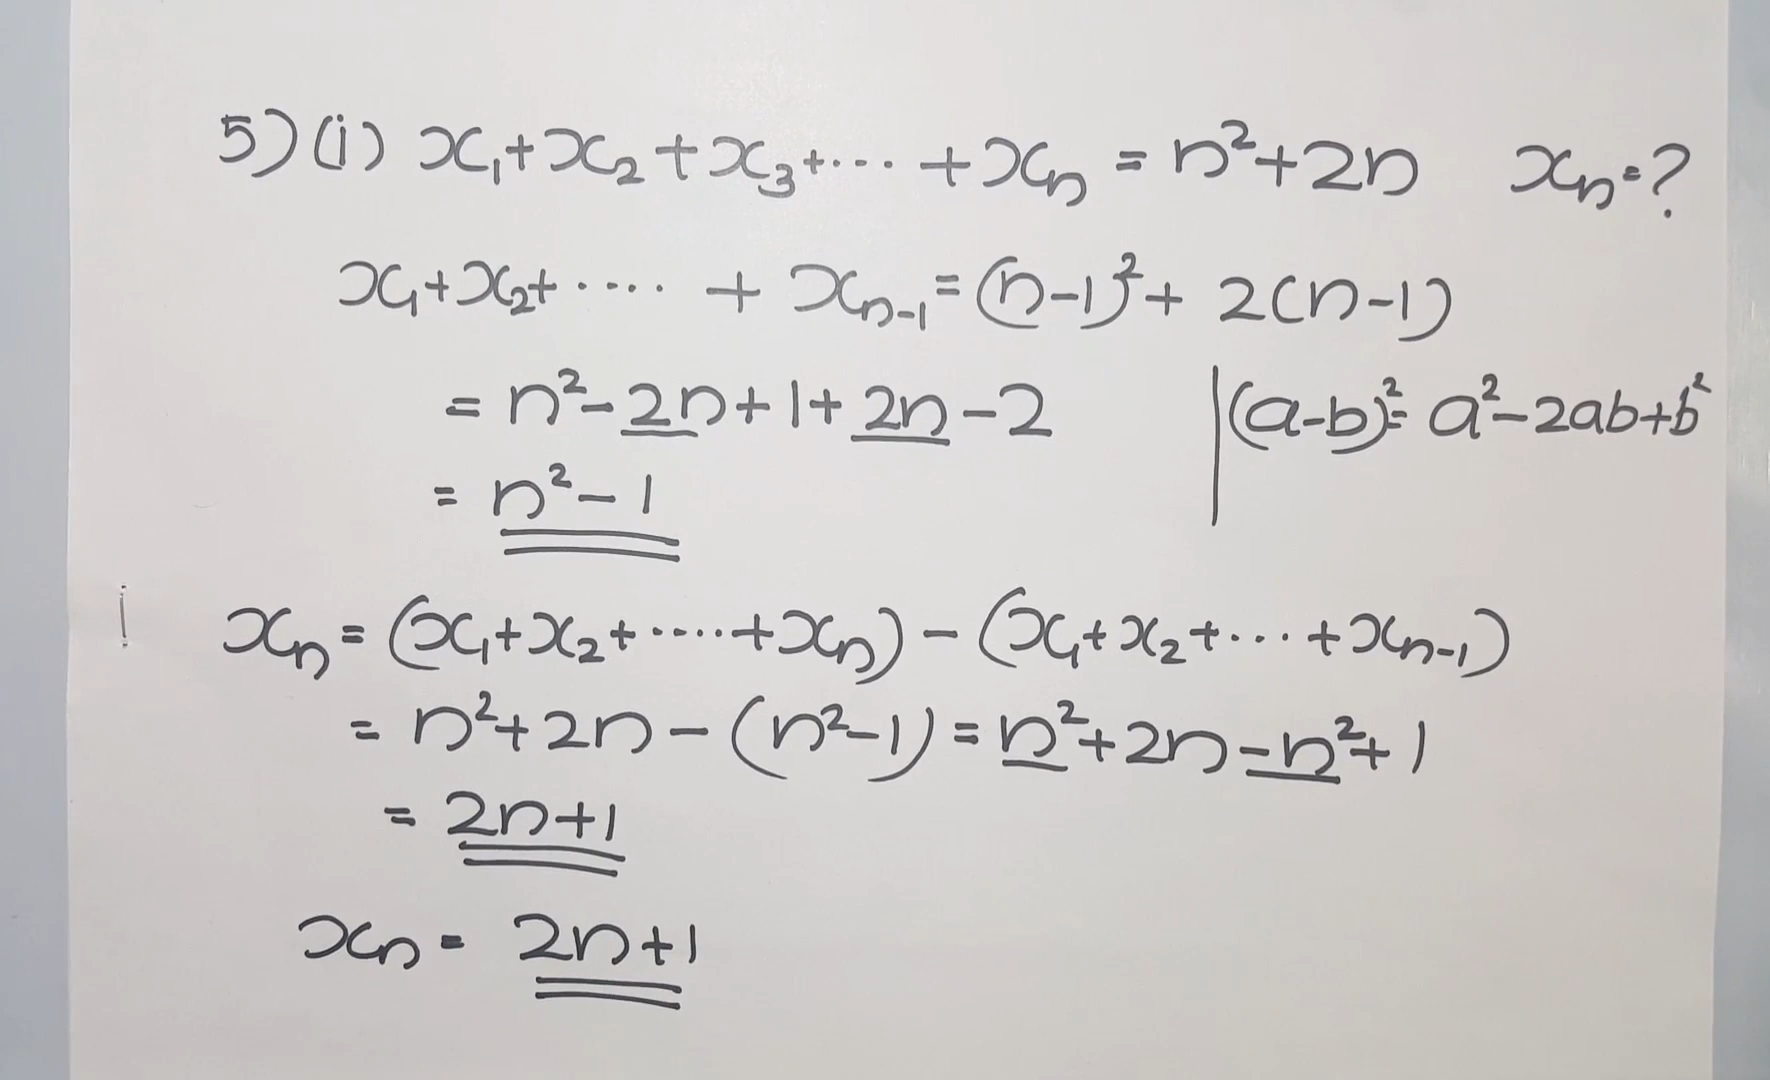 5) (i) x₁+x₂+x₃+... +xₙ = n²+2n xₙ=?
x₁+x₂+..... + xₙ₋₁=(n-1)²+ 2(n-1)
= n²-2n+1+2n-2 |(a-b)²= a²-2ab+b²
= n²-1
xₙ=(x₁+x₂+.....+xₙ)-(x₁+x₂+...+xₙ₋₁)
= n²+2n-(n²-1)=n²+2n-n²+1
= 2n+1
xₙ= 2n+1